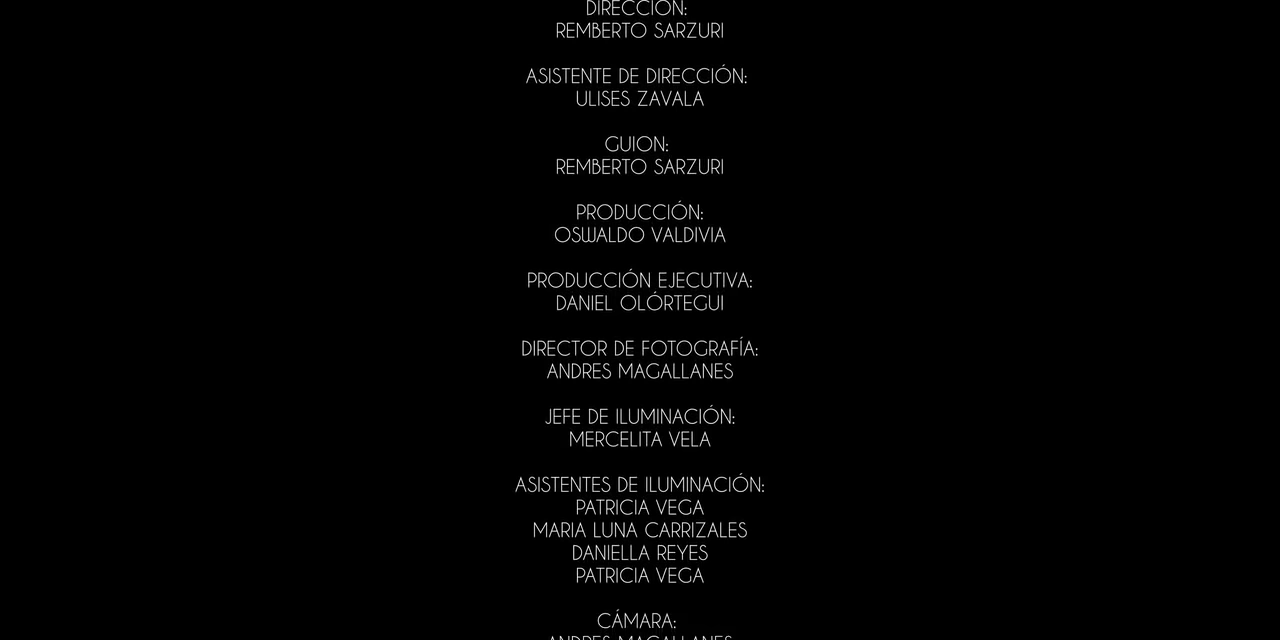 DIRECCIÓN:
REMBERTO SARZURI
ASISTENTE DE DIRECCIÓN:
ULISES ZAVALA
GUION:
REMBERTO SARZURI
PRODUCCIÓN:
OSWALDO VALDIVIA
PRODUCCIÓN EJECUTIVA:
DANIEL OLÓRTEGUI
DIRECTOR DE FOTOGRAFÍA:
ANDRES MAGALLANES
JEFE DE ILUMINACIÓN:
MERCELITA VELA
ASISTENTES DE ILUMINACIÓN:
PATRICIA VEGA
MARIA LUNA CARRIZALES
DANIELLA REYES
PATRICIA VEGA
CÁMARA:
ANDRES MAGALLANES